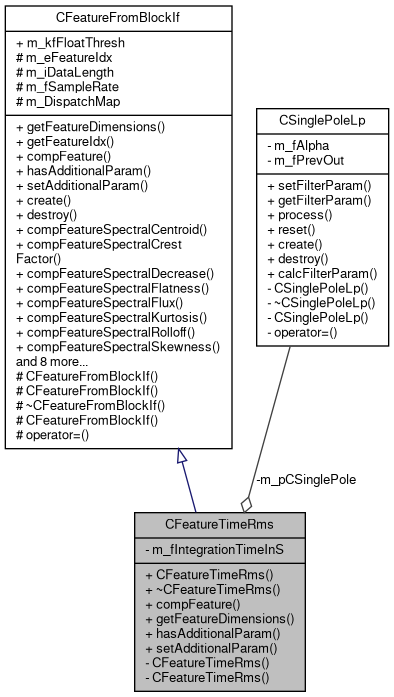 CFeatureFromBlockIf
+ m_kfFloatThresh
# m_eFeatureIdx
# m_iDataLength
# m_fSampleRate
# m_DispatchMap
+ getFeatureDimensions()
+ getFeatureIdx()
+ compFeature()
+ hasAdditionalParam()
+ setAdditionalParam()
+ create()
+ destroy()
+ compFeatureSpectralCentroid()
+ compFeatureSpectralCrest
Factor()
+ compFeatureSpectralDecrease()
+ compFeatureSpectralFlatness()
+ compFeatureSpectralFlux()
+ compFeatureSpectralKurtosis()
+ compFeatureSpectralRolloff()
+ compFeatureSpectralSkewness()
and 8 more...
# CFeatureFromBlockIf()
# CFeatureFromBlockIf()
# ~CFeatureFromBlockIf()
# CFeatureFromBlockIf()
# operator=()
CSinglePoleLp
- m_fAlpha
- m_fPrevOut
+ setFilterParam()
+ getFilterParam()
+ process()
+ reset()
+ create()
+ destroy()
+ calcFilterParam()
- CSinglePoleLp()
- ~CSinglePoleLp()
- CSinglePoleLp()
- operator=()
-m_pCSinglePole
CFeatureTimeRms
- m_fIntegrationTimeInS
+ CFeatureTimeRms()
+ ~CFeatureTimeRms()
+ compFeature()
+ getFeatureDimensions()
+ hasAdditionalParam()
+ setAdditionalParam()
- CFeatureTimeRms()
- CFeatureTimeRms()